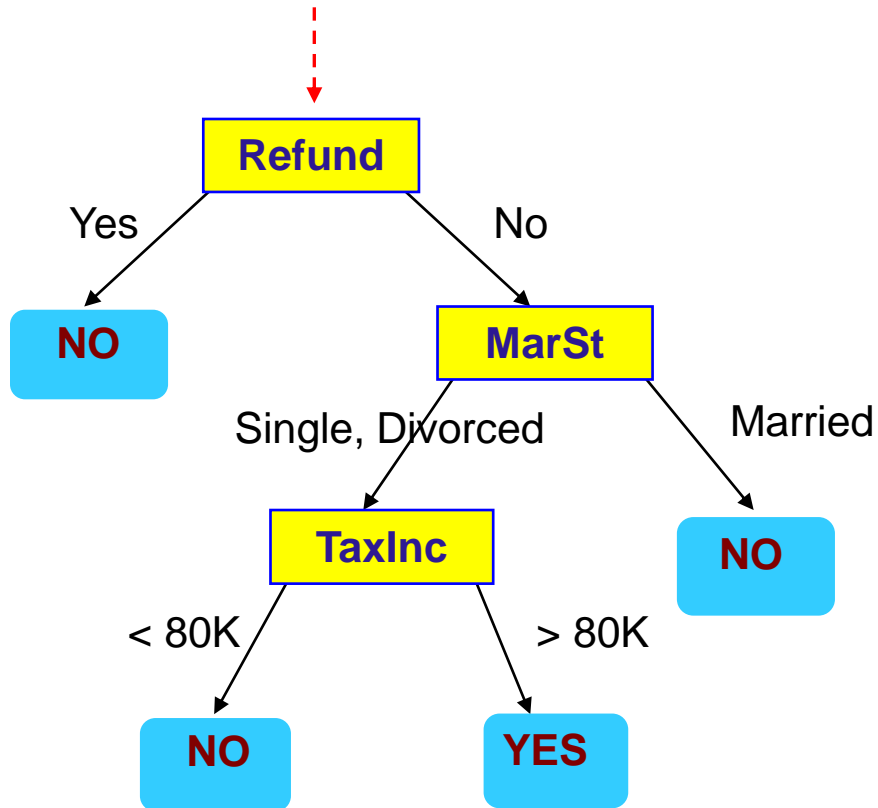 Refund
Yes
No
NO
MarSt
Single, Divorced
Married
TaxInc
NO
< 80K
> 80K
NO
YES